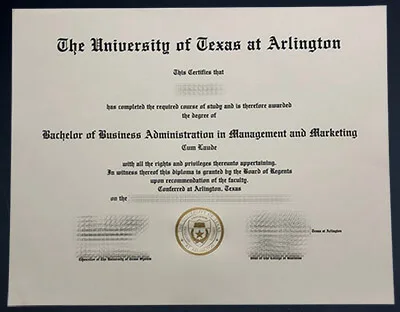 The University of Texas at Arlington
This Certifies that
has completed the required course of study and is therefore awarded
the degree of
Bachelor of Business Administration in Management and Marketing
Cum Laude
with all the rights and privileges thereunto appertaining.
In witness thereof this diploma is granted by the Board of Regents
upon recommendation of the faculty.
Conferred at Arlington, Texas
on the
Texas at Arlington